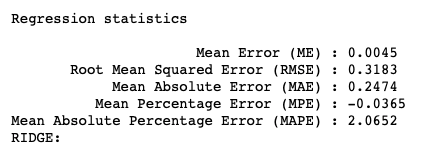 Regression statistics
Mean Error (ME) : 0.0045
Root Mean Squared Error (RMSE) : 0.3183
Mean Absolute Error (MAE) : 0.2474
Mean Percentage Error (MPE) : -0.0365
Mean Absolute Percentage Error (MAPE) : 2.0652
RIDGE: